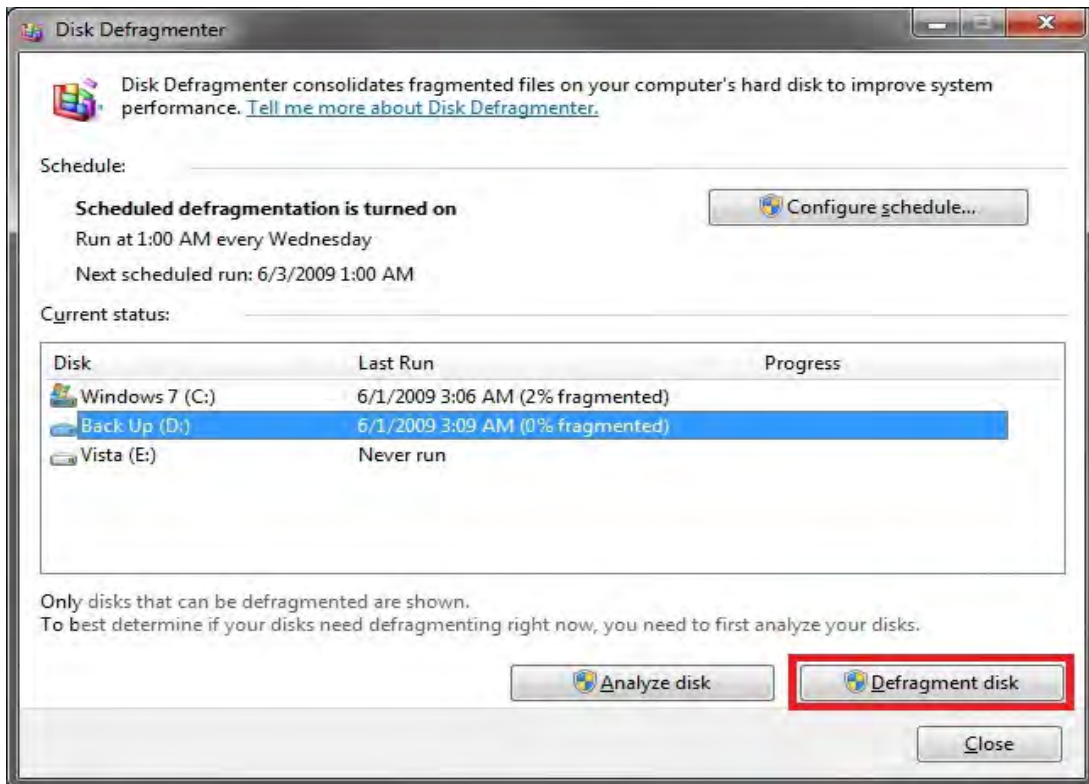 Disk Defragmenter
Disk Defragmenter consolidates fragmented files on your computer's hard disk to improve system
performance. Tell me more about Disk Defragmenter.
Schedule:
Scheduled defragmentation is turned on
Configure schedule...
Run at 1:00 AM every Wednesday
Next scheduled run: 6/3/2009 1:00 AM
Current status:
Disk Last Run Progress
Windows 7 (C:) 6/1/2009 3:06 AM (2% fragmented)
Back Up (D:) 6/1/2009 3:09 AM (0% fragmented)
Vista (E:) Never run
Only disks that can be defragmented are shown.
To best determine if your disks need defragmenting right now, you need to first analyze your disks.
Analyze disk Defragment disk
Close